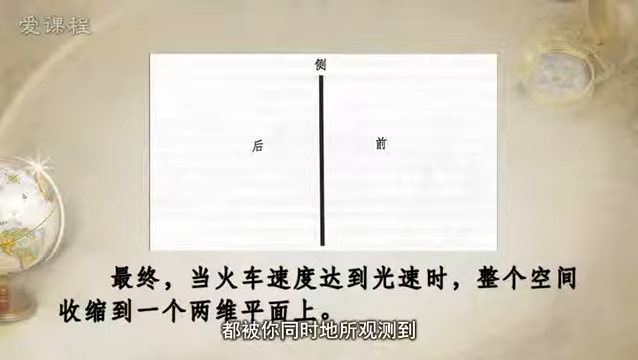 爱课程
侧
后
前
最终，当火车速度达到光速时，整个空间
收缩到一个两维平面上。
都被你同时地所观测到